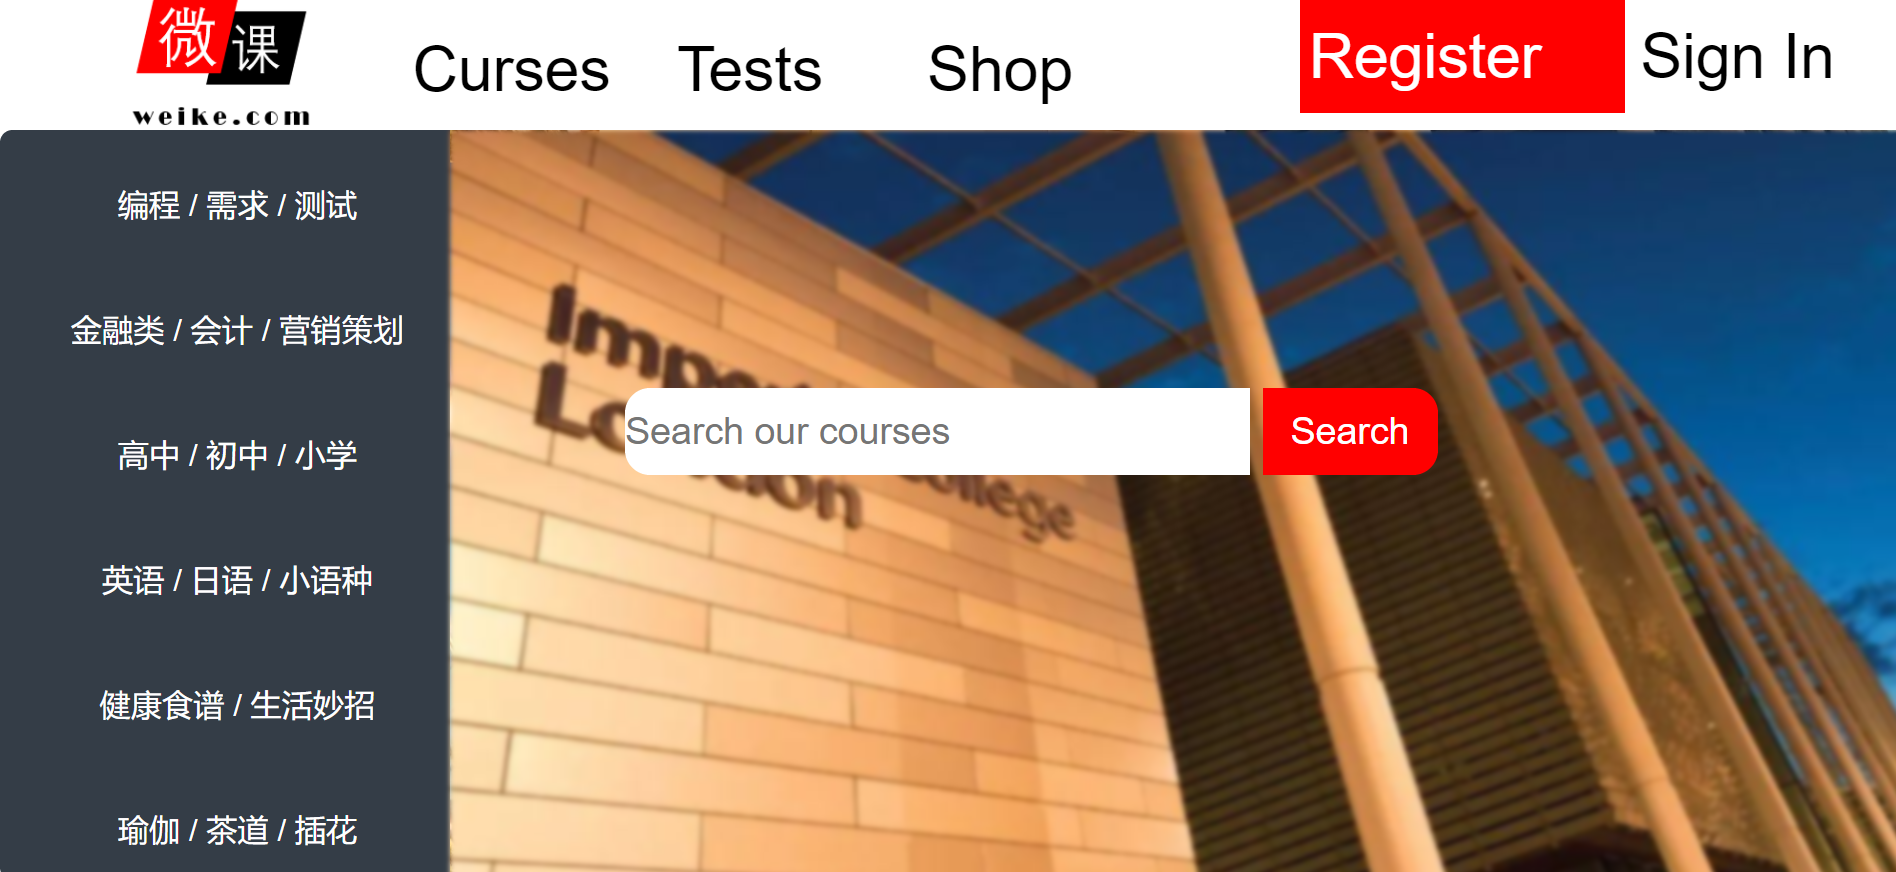 微课
weike.com
Curses
Tests
Shop
Register
Sign In
编程 / 需求 / 测试
金融类 / 会计 / 营销策划
高中 / 初中 / 小学
英语 / 日语 / 小语种
健康食谱 / 生活妙招
瑜伽 / 茶道 / 插花
Search our courses
Search